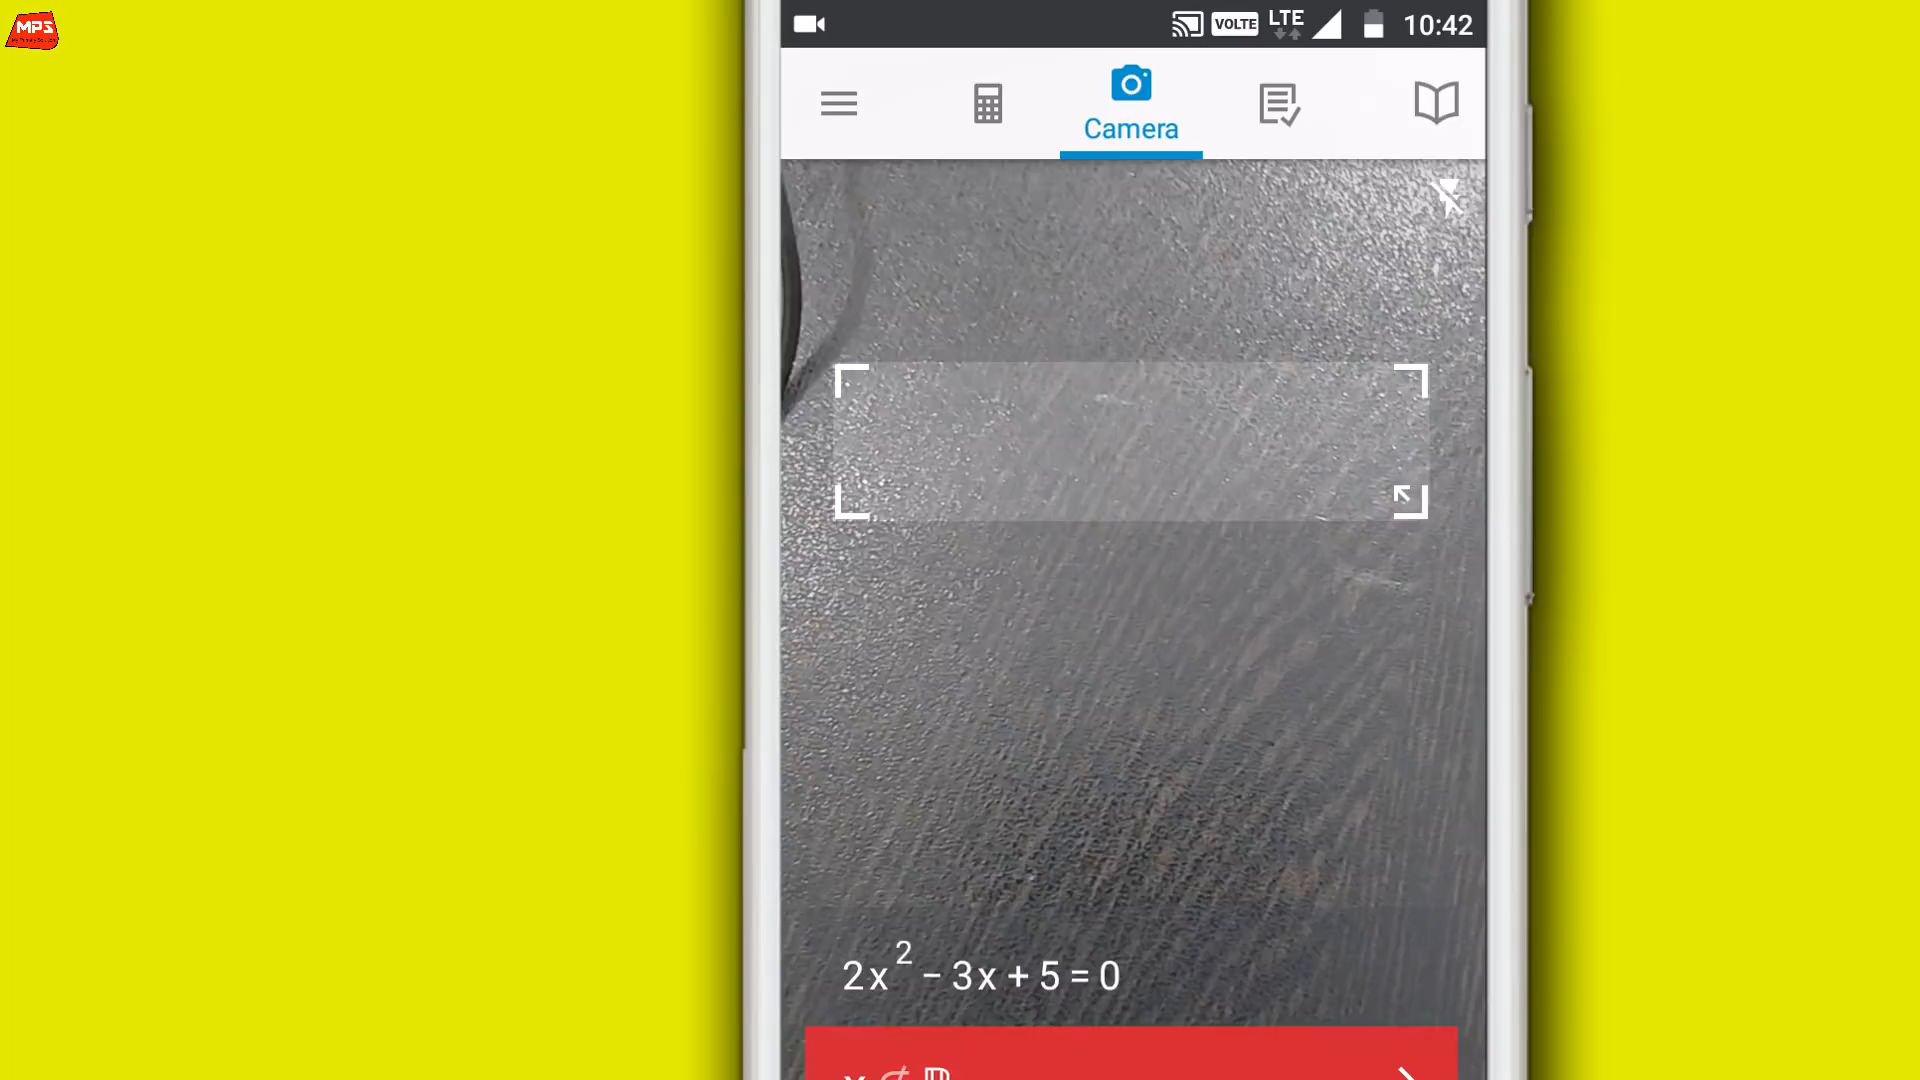 MPS
VOLTE LTE 10:42
Camera
2x² − 3x + 5 = 0